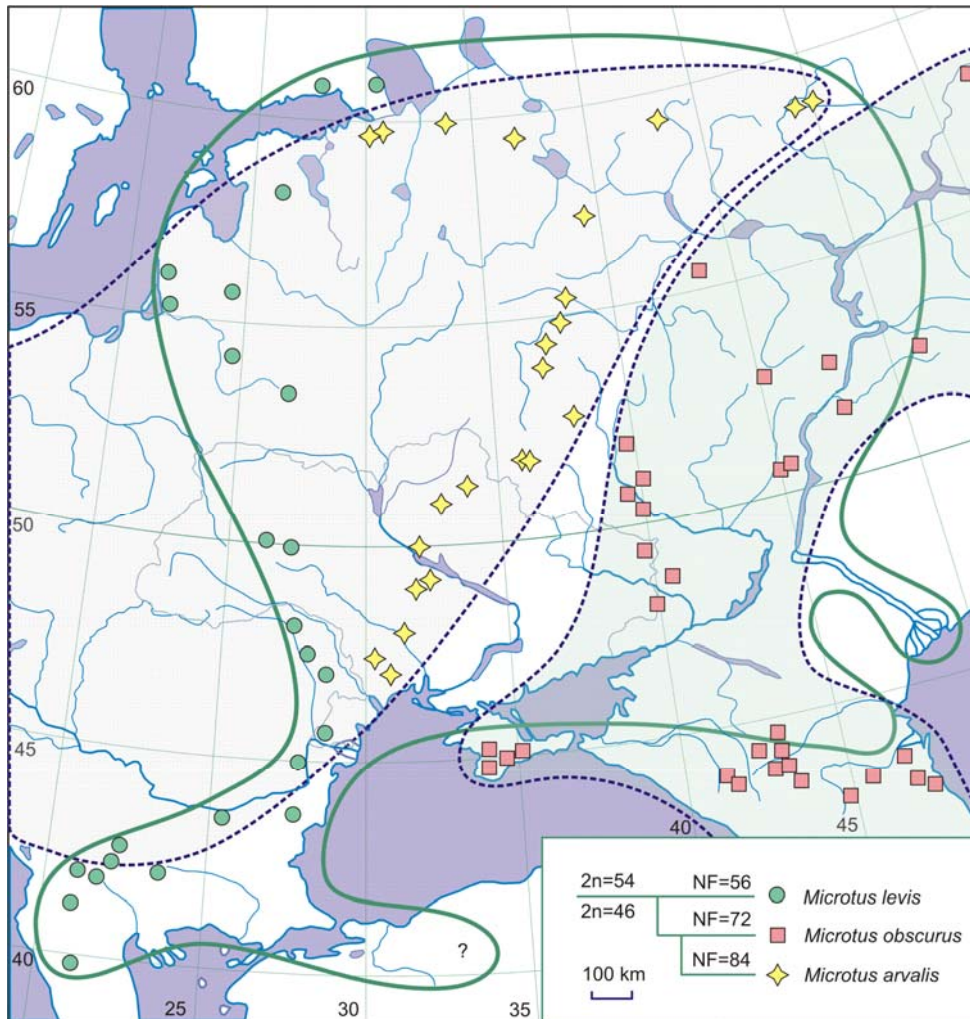 60
55
50
45
40
?
25
30
35
40
45
2n=54
NF=56
Microtus levis
2n=46
NF=72
Microtus obscurus
NF=84
Microtus arvalis
100 km